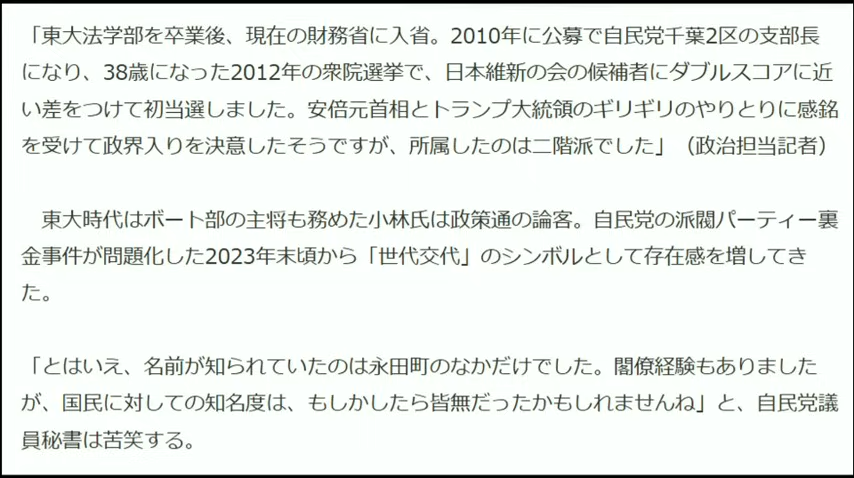 「東大法学部を卒業後、現在の財務省に入省。2010年に公募で自民党千葉2区の支部長
になり、38歳になった2012年の衆院選挙で、日本維新の会の候補者にダブルスコアに近
い差をつけて初当選しました。安倍元首相とトランプ大統領のギリギリのやりとりに感銘
を受けて政界入りを決意したそうですが、所属したのは二階派でした」（政治担当記者）
東大時代はボート部の主将も務めた小林氏は政策通の論客。自民党の派閥パーティー裏
金事件が問題化した2023年末頃から「世代交代」のシンボルとして存在感を増してき
た。
「とはいえ、名前が知られていたのは永田町のなかだけでした。閣僚経験もありました
が、国民に対しての知名度は、もしかしたら皆無だったかもしれませんね」と、自民党議
員秘書は苦笑する。